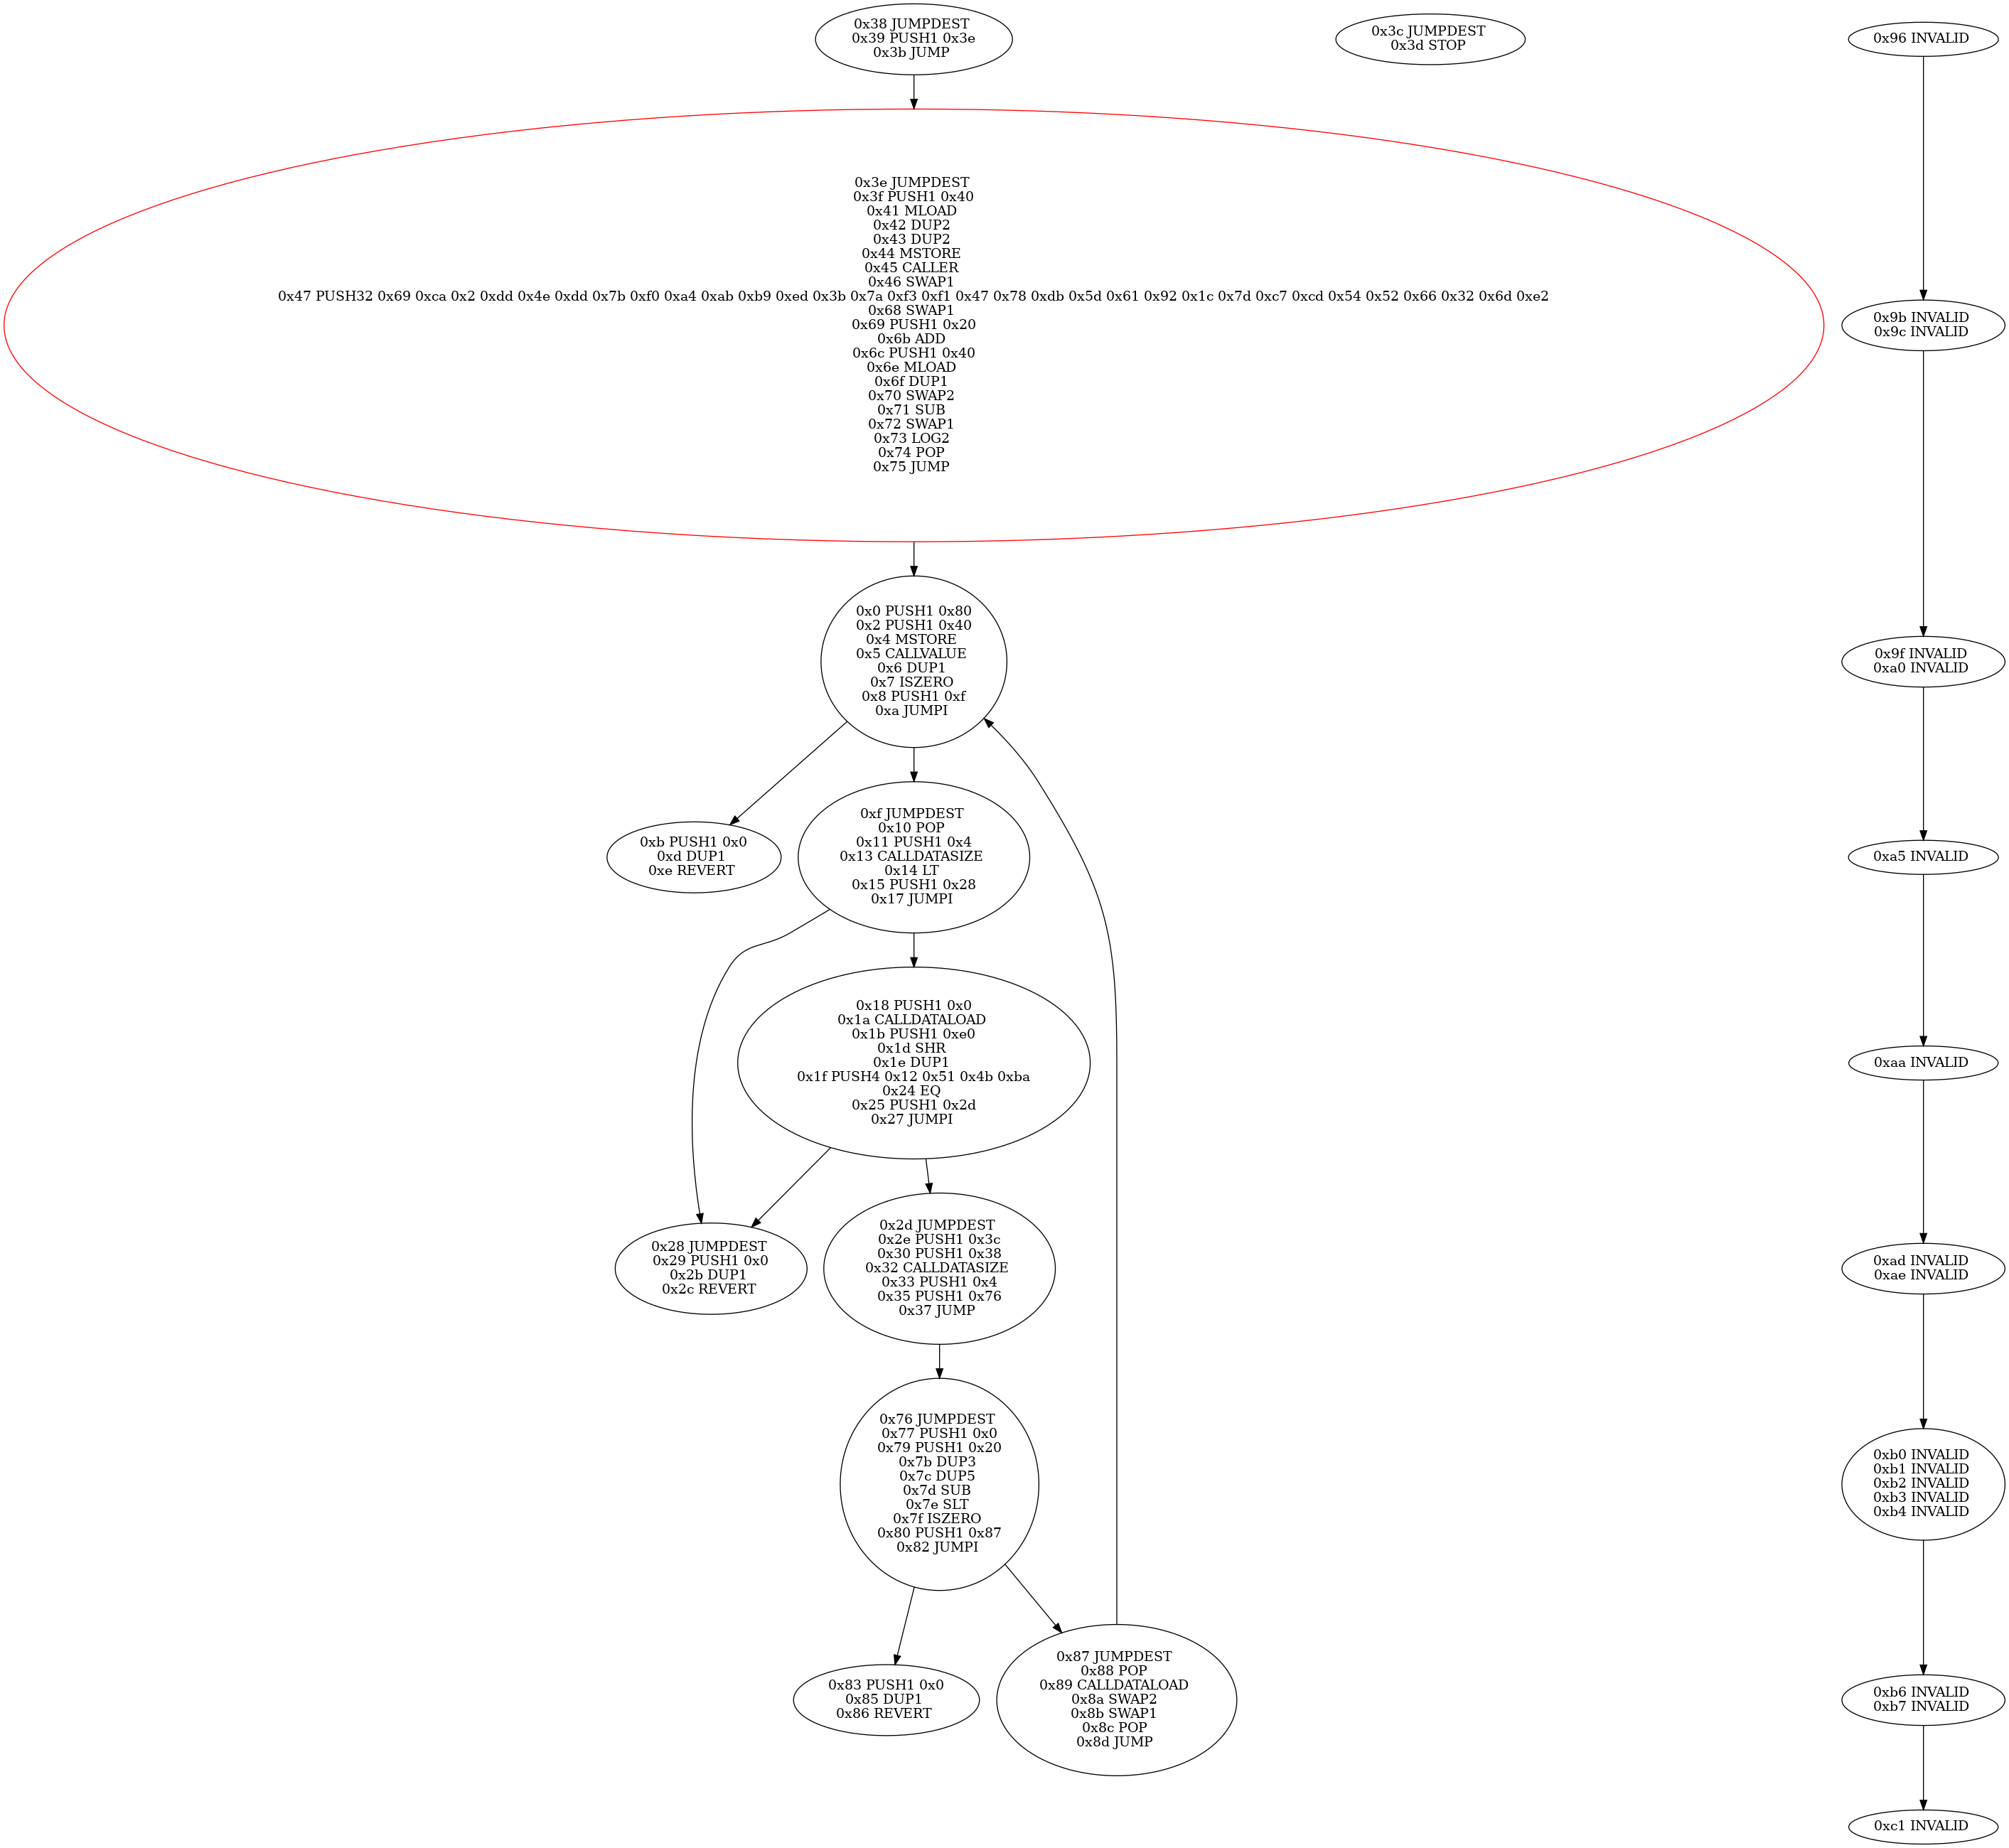 0x38 JUMPDEST
0x39 PUSH1 0x3e
0x3b JUMP
0x3c JUMPDEST
0x3d STOP
0x96 INVALID
0x3e JUMPDEST
0x3f PUSH1 0x40
0x41 MLOAD
0x42 DUP2
0x43 DUP2
0x44 MSTORE
0x45 CALLER
0x46 SWAP1
0x47 PUSH32 0x69 0xca 0x2 0xdd 0x4e 0xdd 0x7b 0xf0 0xa4 0xab 0xb9 0xed 0x3b 0x7a 0xf3 0xf1 0x47 0x78 0xdb 0x5d 0x61 0x92 0x1c 0x7d 0xc7 0xcd 0x54 0x52 0x66 0x32 0x6d 0xe2
0x68 SWAP1
0x69 PUSH1 0x20
0x6b ADD
0x6c PUSH1 0x40
0x6e MLOAD
0x6f DUP1
0x70 SWAP2
0x71 SUB
0x72 SWAP1
0x73 LOG2
0x74 POP
0x75 JUMP
0x9b INVALID
0x9c INVALID
0x0 PUSH1 0x80
0x2 PUSH1 0x40
0x4 MSTORE
0x5 CALLVALUE
0x6 DUP1
0x7 ISZERO
0x8 PUSH1 0xf
0xa JUMPI
0x9f INVALID
0xa0 INVALID
0xb PUSH1 0x0
0xd DUP1
0xe REVERT
0xf JUMPDEST
0x10 POP
0x11 PUSH1 0x4
0x13 CALLDATASIZE
0x14 LT
0x15 PUSH1 0x28
0x17 JUMPI
0xa5 INVALID
0x18 PUSH1 0x0
0x1a CALLDATALOAD
0x1b PUSH1 0xe0
0x1d SHR
0x1e DUP1
0x1f PUSH4 0x12 0x51 0x4b 0xba
0x24 EQ
0x25 PUSH1 0x2d
0x27 JUMPI
0xaa INVALID
0x28 JUMPDEST
0x29 PUSH1 0x0
0x2b DUP1
0x2c REVERT
0x2d JUMPDEST
0x2e PUSH1 0x3c
0x30 PUSH1 0x38
0x32 CALLDATASIZE
0x33 PUSH1 0x4
0x35 PUSH1 0x76
0x37 JUMP
0xad INVALID
0xae INVALID
0x76 JUMPDEST
0x77 PUSH1 0x0
0x79 PUSH1 0x20
0x7b DUP3
0x7c DUP5
0x7d SUB
0x7e SLT
0x7f ISZERO
0x80 PUSH1 0x87
0x82 JUMPI
0xb0 INVALID
0xb1 INVALID
0xb2 INVALID
0xb3 INVALID
0xb4 INVALID
0x83 PUSH1 0x0
0x85 DUP1
0x86 REVERT
0x87 JUMPDEST
0x88 POP
0x89 CALLDATALOAD
0x8a SWAP2
0x8b SWAP1
0x8c POP
0x8d JUMP
0xb6 INVALID
0xb7 INVALID
0xc1 INVALID